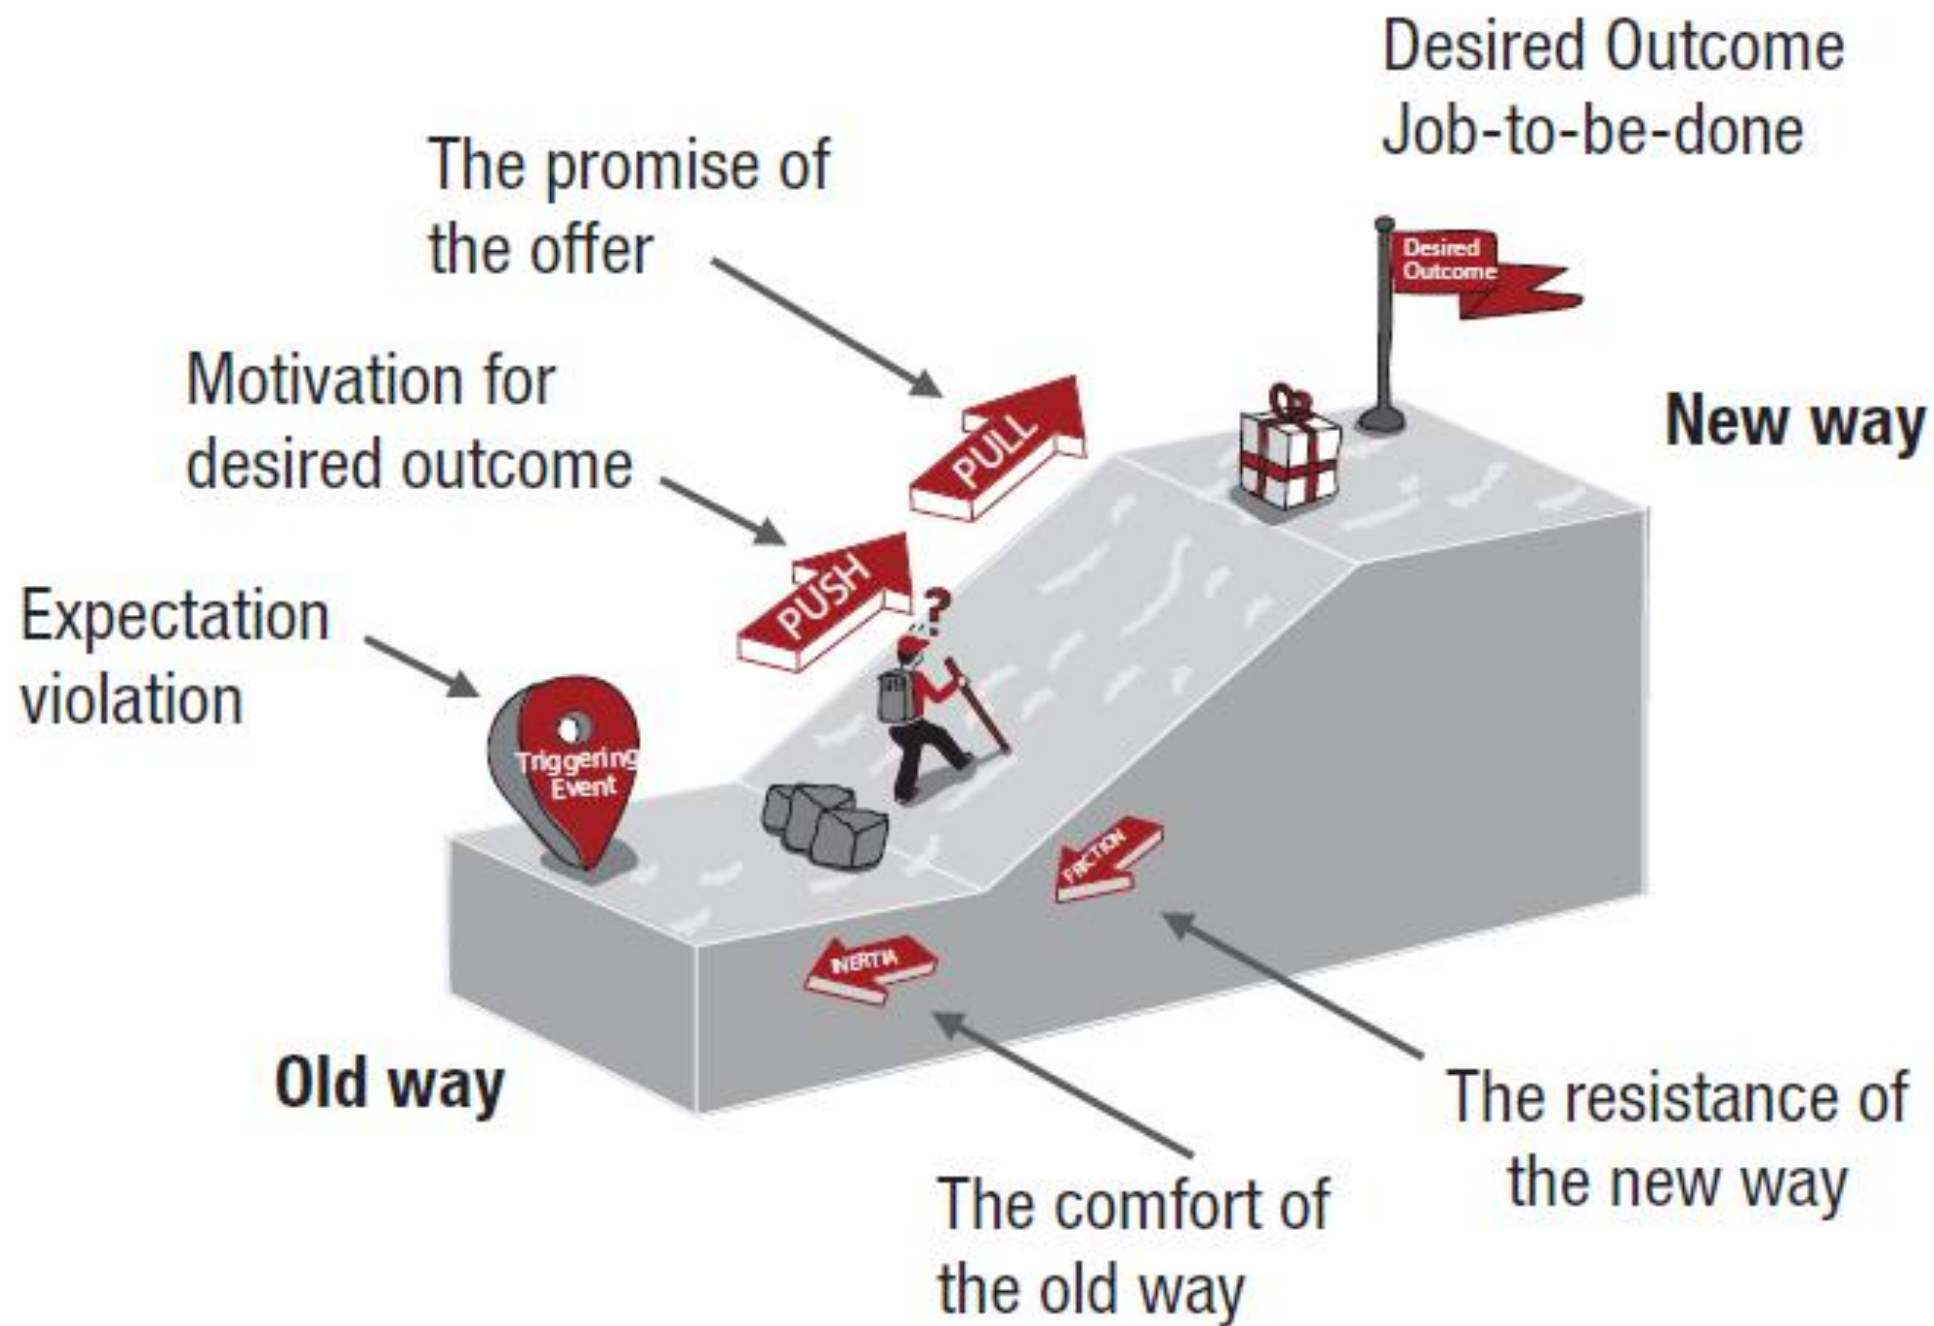 Desired Outcome
Job-to-be-done
The promise of
the offer
Desired
Outcome
Motivation for
desired outcome
PULL
New way
PUSH
?
Expectation
violation
Triggering
Event
FRICTION
INERTIA
Old way
The resistance of
the new way
The comfort of
the old way